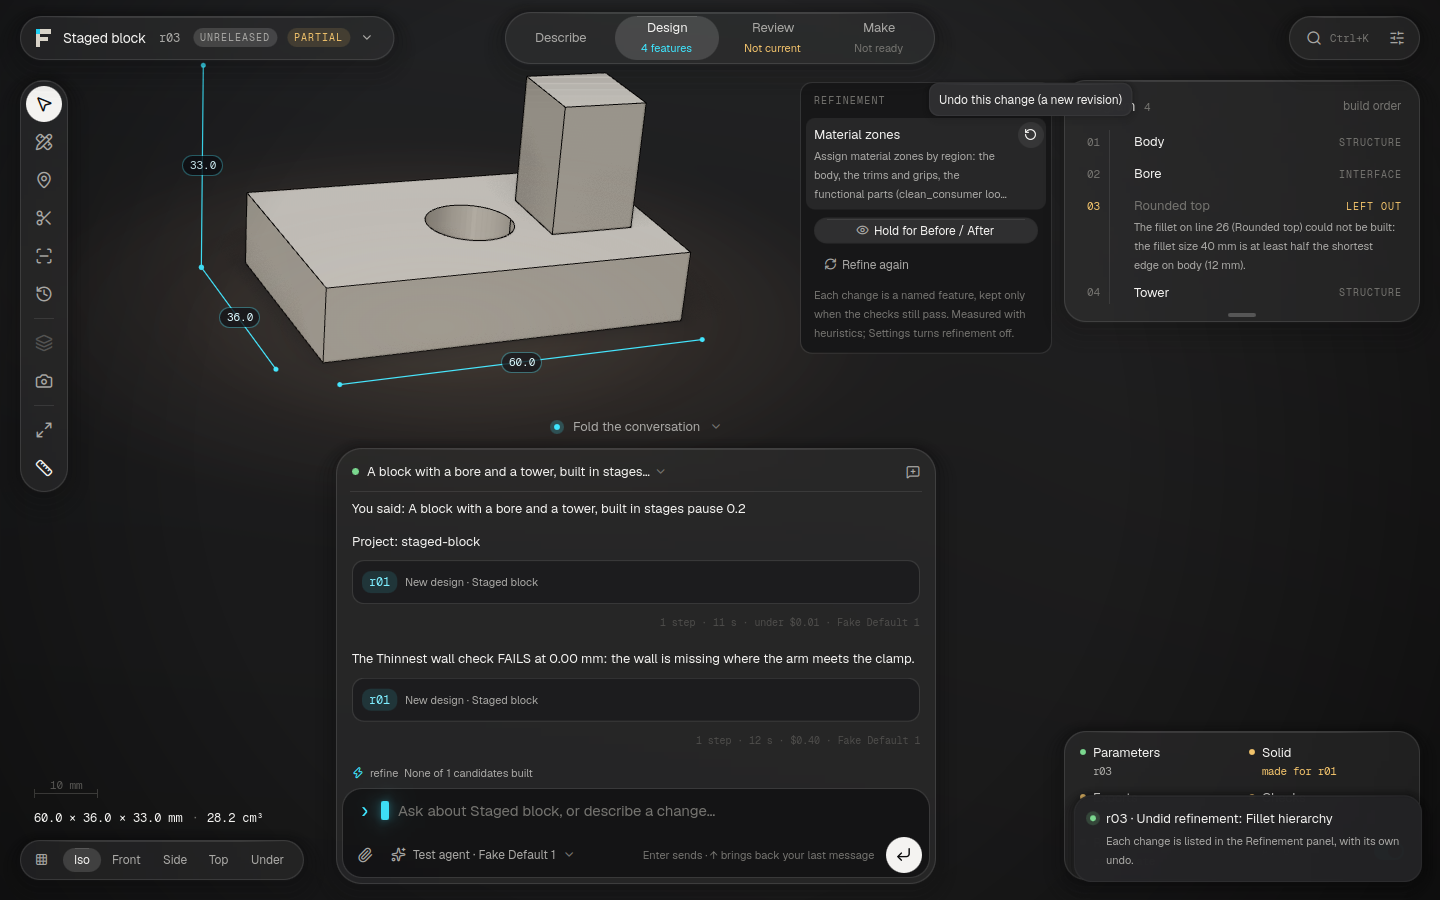 Staged block r03 UNRELEASED PARTIAL
Describe
Design
4 features
Review
Not current
Make
Not ready
Ctrl+K
33.0
36.0
60.0
REFINEMENT
Undo this change (a new revision)
Material zones
Assign material zones by region: the
body, the trims and grips, the
functional parts (clean_consumer loo…
Hold for Before / After
Refine again
Each change is a named feature, kept only
when the checks still pass. Measured with
heuristics; Settings turns refinement off.
4 build order
01 Body STRUCTURE
02 Bore INTERFACE
03 Rounded top LEFT OUT
The fillet on line 26 (Rounded top) could not be built:
the fillet size 40 mm is at least half the shortest
edge on body (12 mm).
04 Tower STRUCTURE
Fold the conversation
A block with a bore and a tower, built in stages…
You said: A block with a bore and a tower, built in stages pause 0.2
Project: staged-block
r01 New design · Staged block
1 step · 11 s · under $0.01 · Fake Default 1
The Thinnest wall check FAILS at 0.00 mm: the wall is missing where the arm meets the clamp.
r01 New design · Staged block
1 step · 12 s · $0.40 · Fake Default 1
refine None of 1 candidates built
Ask about Staged block, or describe a change…
Test agent · Fake Default 1
Enter sends · ↑ brings back your last message
10 mm
60.0 × 36.0 × 33.0 mm · 28.2 cm³
Iso Front Side Top Under
Parameters
r03
Solid
made for r01
r03 · Undid refinement: Fillet hierarchy
Each change is listed in the Refinement panel, with its own
undo.